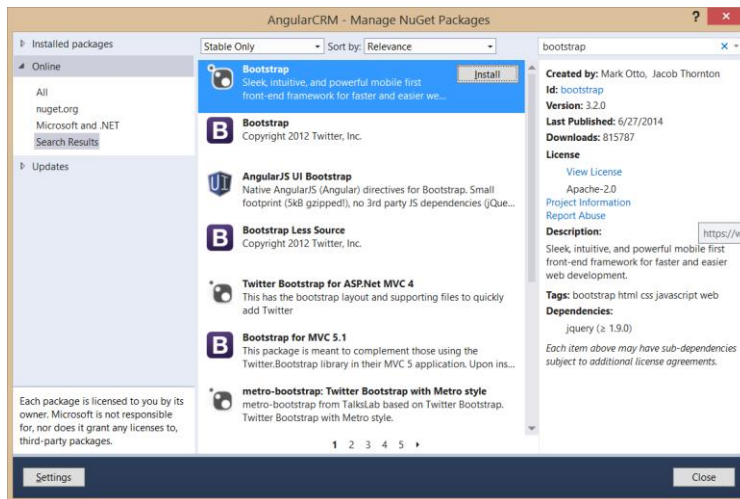 AngularCRM - Manage NuGet Packages
? ×
Installed packages
Online
All
nuget.org
Microsoft and .NET
Search Results
Updates
Each package is licensed to you by its
owner. Microsoft is not responsible
for, nor does it grant any licenses to,
third-party packages.
Stable Only
Sort by: Relevance
Bootstrap
Sleek, intuitive, and powerful mobile first
front-end framework for faster and easier we...
Install
B
Bootstrap
Copyright 2012 Twitter, Inc.
UI
AngularJS UI Bootstrap
Native AngularJS (Angular) directives for Bootstrap. Small
footprint (5kB gzipped!), no 3rd party JS dependencies (jQue...
B
Bootstrap Less Source
Copyright 2012 Twitter, Inc.
Twitter Bootstrap for ASP.Net MVC 4
This has the bootstrap layout and supporting files to quickly
add Twitter
B
Bootstrap for MVC 5.1
This package is meant to complement those using the
Twitter.Bootstrap library in their MVC 5 application. Upon ins...
metro-bootstrap: Twitter Bootstrap with Metro style
metro-bootstrap from TalksLab based on Twitter Bootstrap.
Twitter Bootstrap with Metro style.
1 2 3 4 5
bootstrap
×
Created by: Mark Otto, Jacob Thornton
Id: bootstrap
Version: 3.2.0
Last Published: 6/27/2014
Downloads: 815787
License
View License
Apache-2.0
Project Information
Report Abuse
Description:
https://w
Sleek, intuitive, and powerful mobile first
front-end framework for faster and easier
web development.
Tags: bootstrap html css javascript web
Dependencies:
jquery (≥ 1.9.0)
Each item above may have sub-dependencies
subject to additional license agreements.
Settings
Close